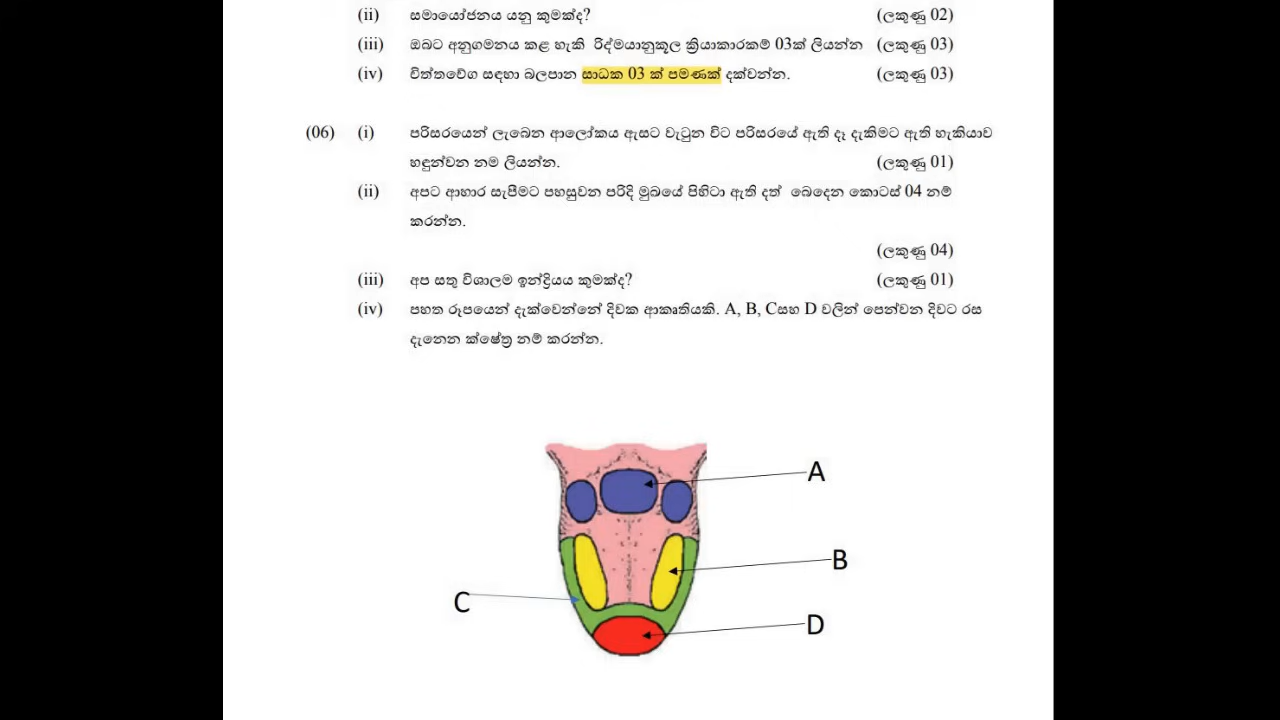 (ii) සමායෝජනය යනු කුමක්ද? (ලකුණු 02)
(iii) ඔබට අනුගමනය කළ හැකි රිද්මයානුකූල ක්‍රියාකාරකම් 03ක් ලියන්න (ලකුණු 03)
(iv) චිත්තවේග සඳහා බලපාන සාධක 03 ක් පමණක් දක්වන්න. (ලකුණු 03)
(06) (i) පරිසරයෙන් ලැබෙන ආලෝකය ඇසට වැටුන විට පරිසරයේ ඇති දෑ දැකිමට ඇති හැකියාව
හඳුන්වන නම ලියන්න. (ලකුණු 01)
(ii) අපට ආහාර සැපීමට පහසුවන පරිදි මුඛයේ පිහිටා ඇති දත් බෙදෙන කොටස් 04 නම්
කරන්න.
(ලකුණු 04)
(iii) අප සතු විශාලම ඉන්ද්‍රියය කුමක්ද? (ලකුණු 01)
(iv) පහත රූපයෙන් දැක්වෙන්නේ දිවක ආකෘතියකි. A, B, Cසහ D වලින් පෙන්වන දිවට රස
දැනෙන ක්ෂේත්‍ර නම් කරන්න.
A
B
C
D